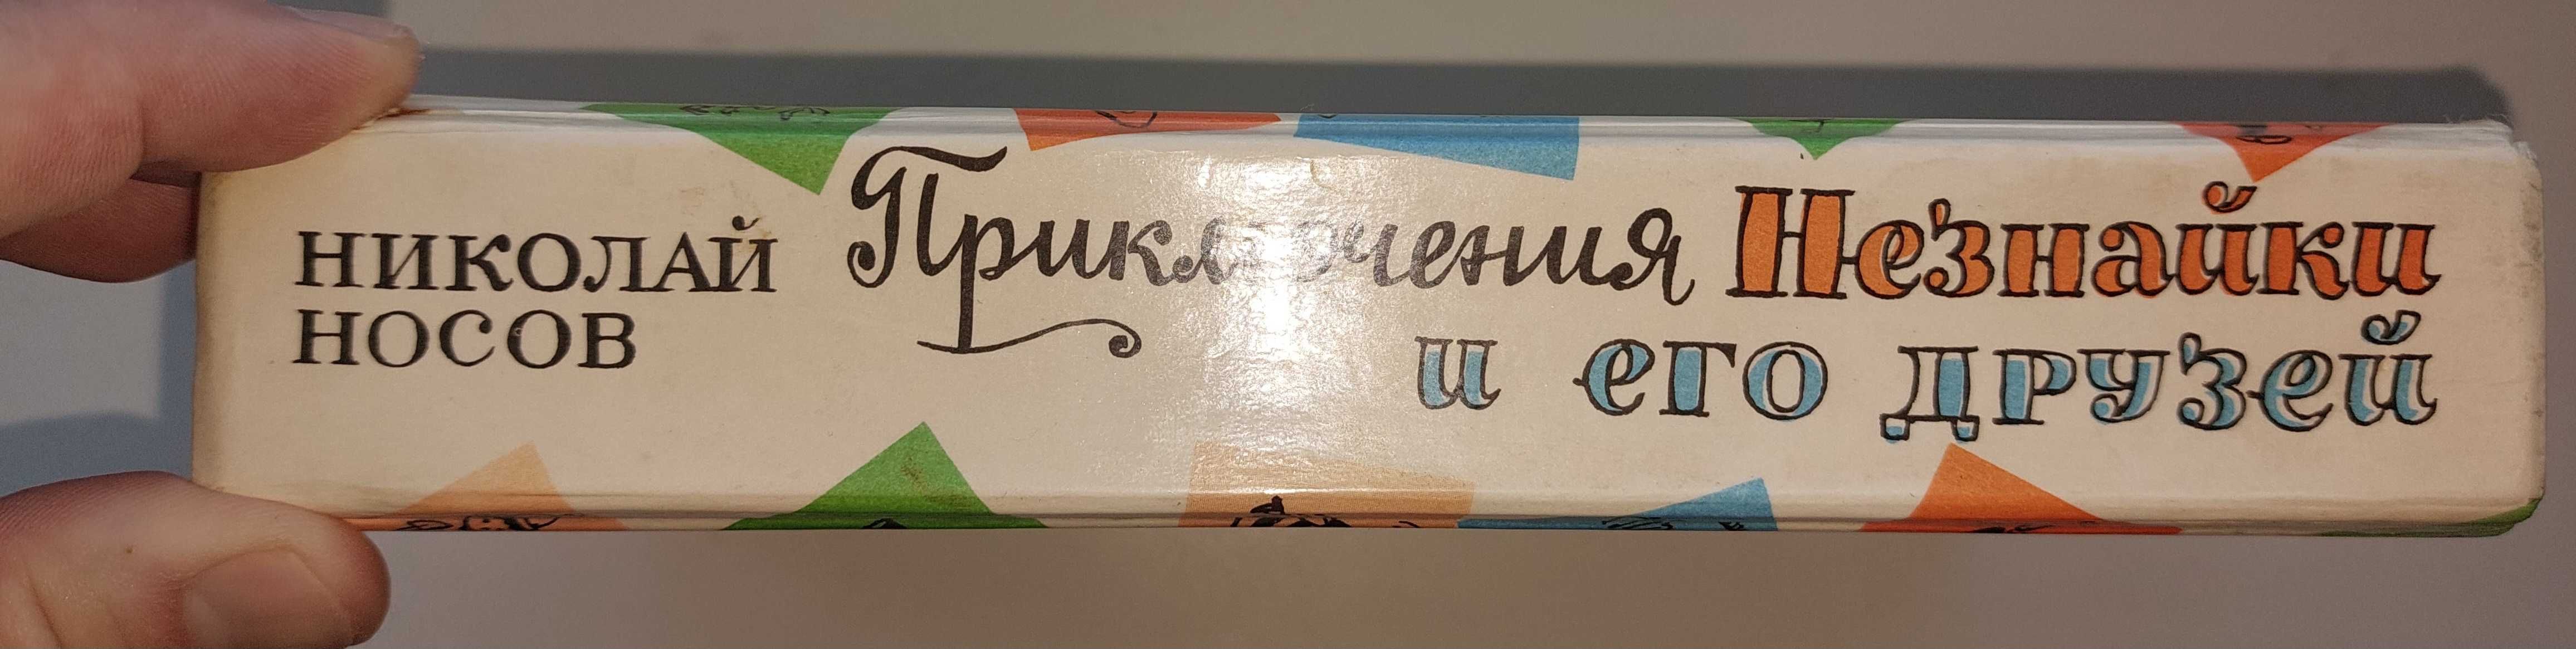 НИКОЛАЙ
НОСОВ
Приключения Незнайки
и его друзей